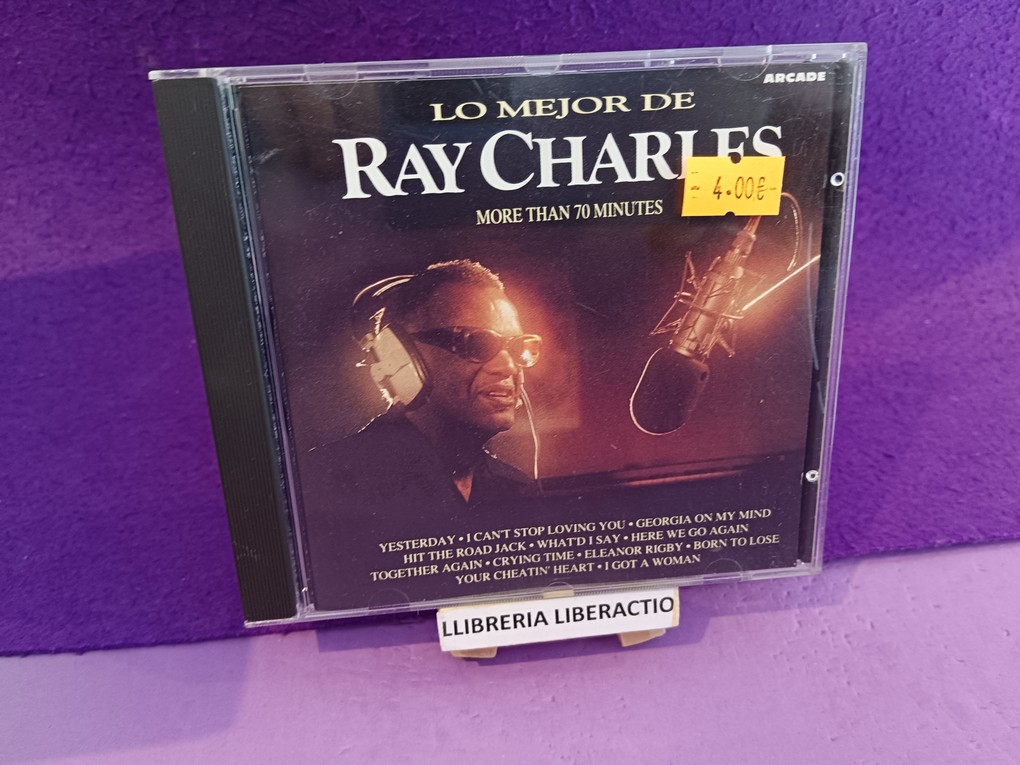 ARCADE
LO MEJOR DE
RAY CHARLES
4.00€
MORE THAN 70 MINUTES
YESTERDAY • I CAN'T STOP LOVING YOU • GEORGIA ON MY MIND
HIT THE ROAD JACK • WHAT'D I SAY • HERE WE GO AGAIN
TOGETHER AGAIN • CRYING TIME • ELEANOR RIGBY • BORN TO LOSE
YOUR CHEATIN' HEART • I GOT A WOMAN
LLIBRERIA LIBERACTIO